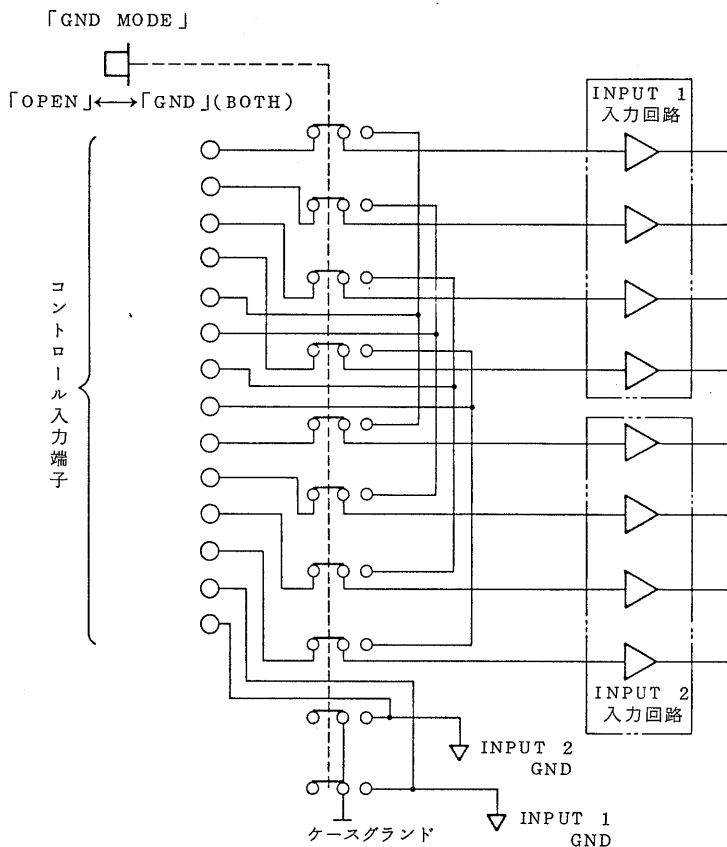 「GND MODE」
「OPEN」⟷「GND」(BOTH)
INPUT 1
入力回路
コントロール入力端子
INPUT 2
入力回路
INPUT 2
GND
INPUT 1
GND
ケースグランド